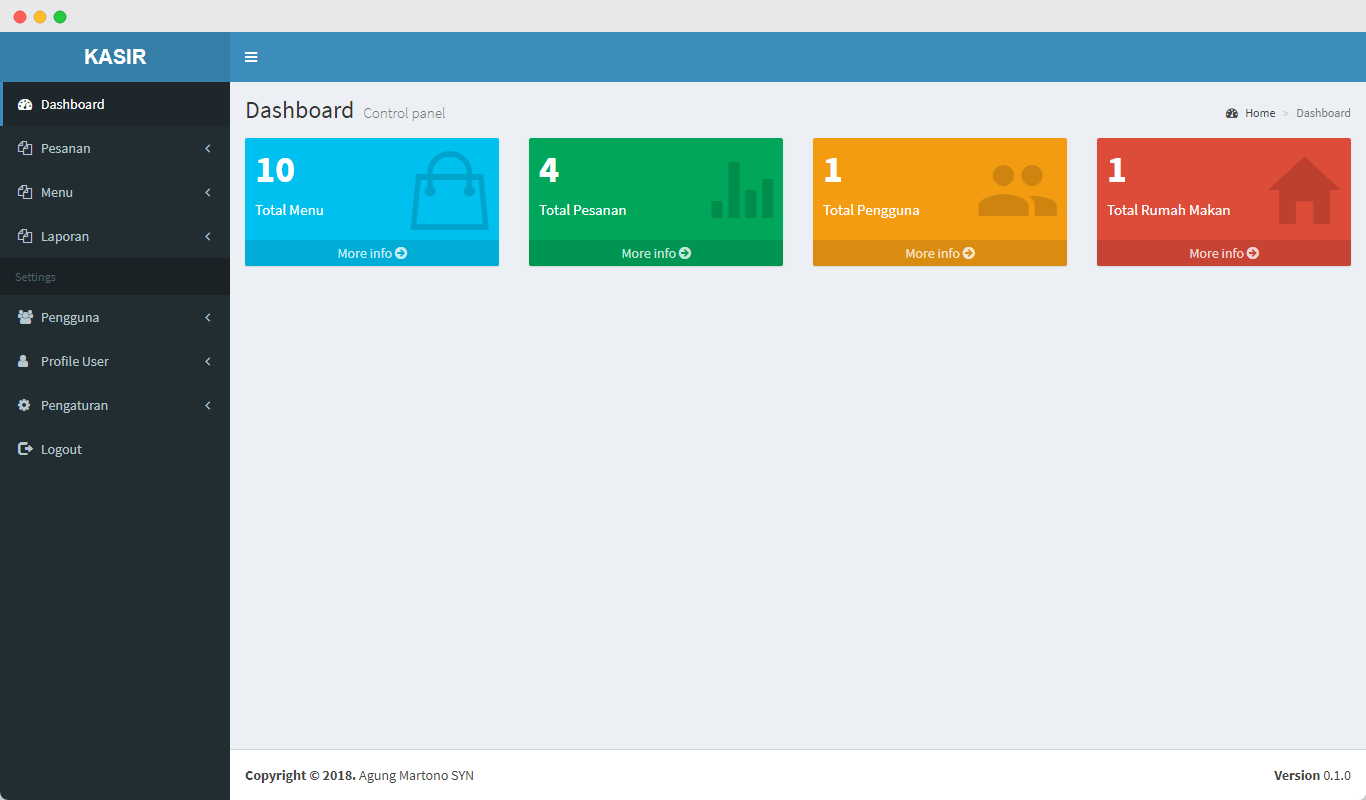 KASIR
Dashboard
Pesanan
Menu
Laporan
Settings
Pengguna
Profile User
Pengaturan
Logout
Dashboard Control panel
Home > Dashboard
10
Total Menu
More info
4
Total Pesanan
More info
1
Total Pengguna
More info
1
Total Rumah Makan
More info
Copyright © 2018. Agung Martono SYN
Version 0.1.0